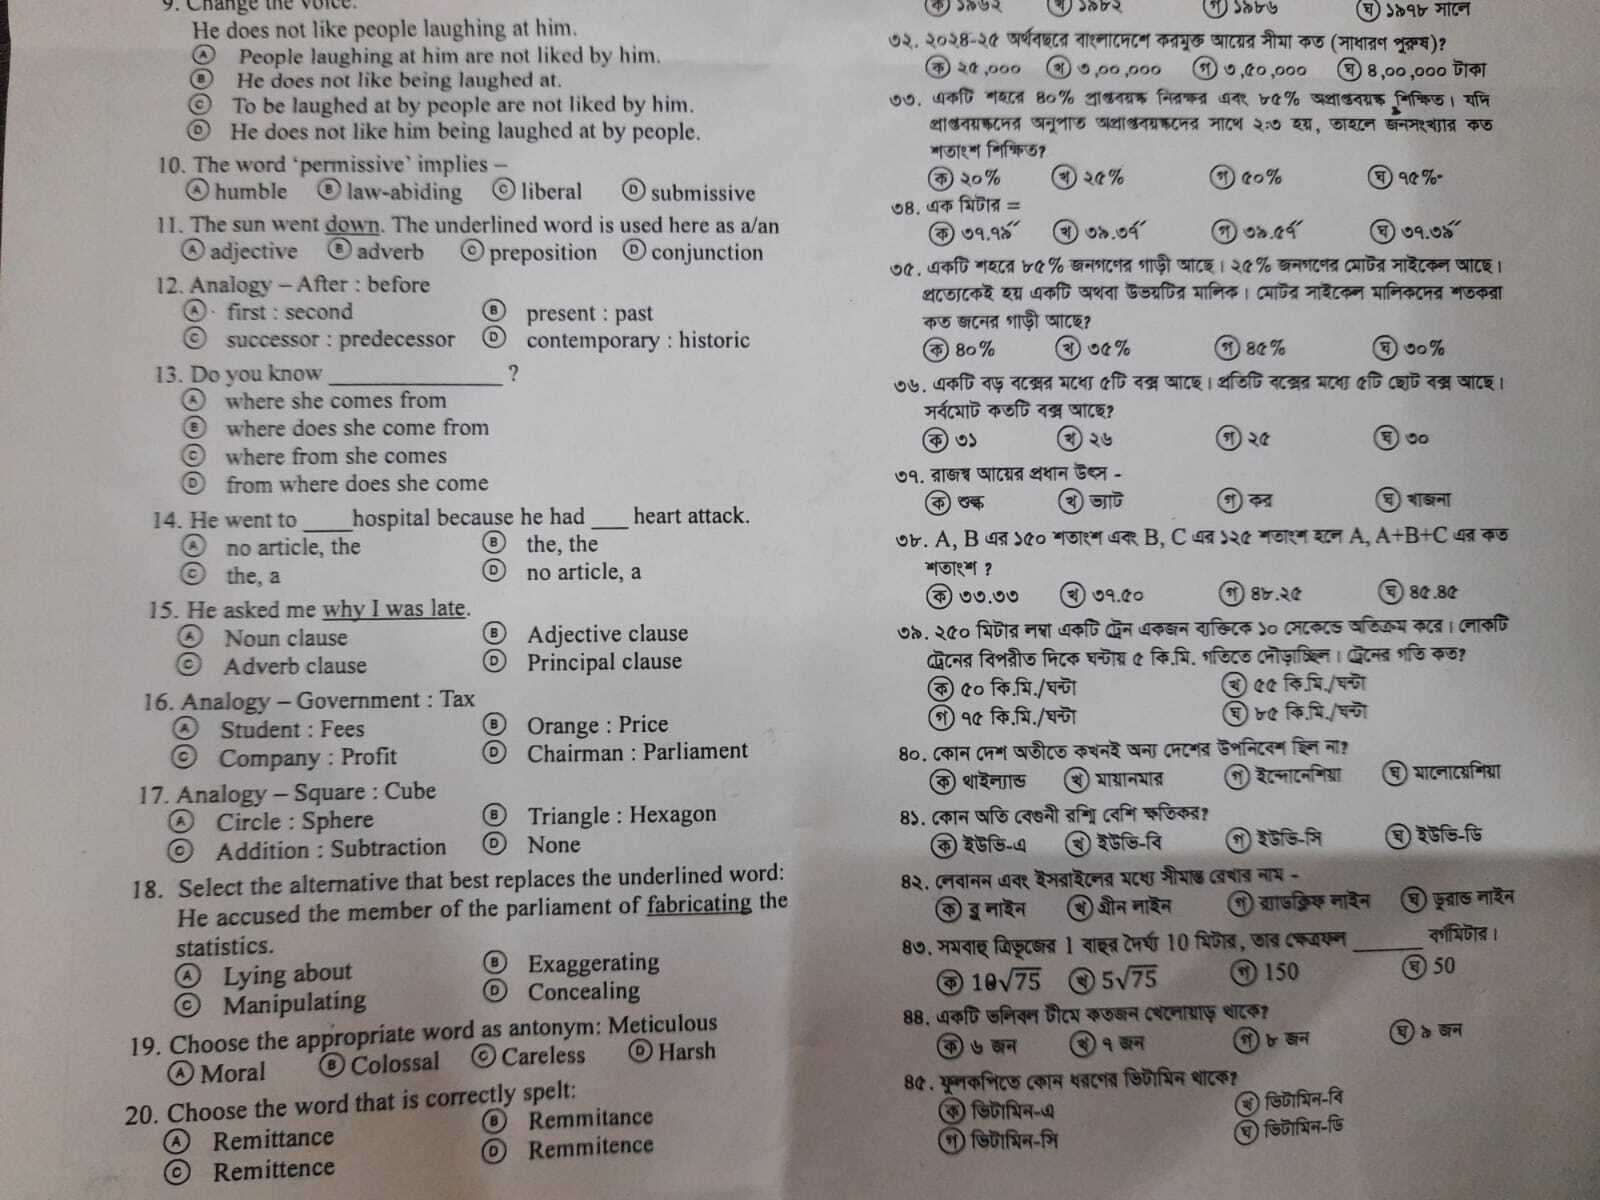 9. Change the voice:
He does not like people laughing at him.
Ⓐ People laughing at him are not liked by him.
Ⓑ He does not like being laughed at.
Ⓒ To be laughed at by people are not liked by him.
Ⓓ He does not like him being laughed at by people.
10. The word ‘permissive’ implies –
Ⓐ humble Ⓑ law-abiding Ⓒ liberal Ⓓ submissive
11. The sun went down. The underlined word is used here as a/an
Ⓐ adjective Ⓑ adverb Ⓒ preposition Ⓓ conjunction
12. Analogy – After : before
Ⓐ first : second Ⓑ present : past
Ⓒ successor : predecessor Ⓓ contemporary : historic
13. Do you know _______________ ?
Ⓐ where she comes from
Ⓑ where does she come from
Ⓒ where from she comes
Ⓓ from where does she come
14. He went to ____hospital because he had ___ heart attack.
Ⓐ no article, the Ⓑ the, the
Ⓒ the, a Ⓓ no article, a
15. He asked me why I was late.
Ⓐ Noun clause Ⓑ Adjective clause
Ⓒ Adverb clause Ⓓ Principal clause
16. Analogy – Government : Tax
Ⓐ Student : Fees Ⓑ Orange : Price
Ⓒ Company : Profit Ⓓ Chairman : Parliament
17. Analogy – Square : Cube
Ⓐ Circle : Sphere Ⓑ Triangle : Hexagon
Ⓒ Addition : Subtraction Ⓓ None
18. Select the alternative that best replaces the underlined word:
He accused the member of the parliament of fabricating the
statistics.
Ⓐ Lying about Ⓑ Exaggerating
Ⓒ Manipulating Ⓓ Concealing
19. Choose the appropriate word as antonym: Meticulous
Ⓐ Moral Ⓑ Colossal Ⓒ Careless Ⓓ Harsh
20. Choose the word that is correctly spelt:
Ⓐ Remittance Ⓑ Remmitance
Ⓒ Remittence Ⓓ Remmitence
ক ১৯৬২ খ ১৯৮২ গ ১৯৮৬ ঘ ১৯৭৮ সালে
৩২. ২০২৪-২৫ অর্থবছরে বাংলাদেশে করমুক্ত আয়ের সীমা কত (সাধারণ পুরুষ)?
ক ২৫,০০০ খ ৩,০০,০০০ গ ৩,৫০,০০০ ঘ ৪,০০,০০০ টাকা
৩৩. একটি শহরে ৪০% প্রাপ্তবয়স্ক নিরক্ষর এবং ৮৫% অপ্রাপ্তবয়স্ক শিক্ষিত। যদি
প্রাপ্তবয়স্কদের অনুপাত অপ্রাপ্তবয়স্কদের সাথে ২:৩ হয়, তাহলে জনসংখ্যার কত
শতাংশ শিক্ষিত?
ক ২০% খ ২৫% গ ৫০% ঘ ৭৫%
৩৪. এক মিটার =
ক ৩৭.৭৯˝ খ ৩৯.৩৭˝ গ ৩৯.৫৭˝ ঘ ৩৭.৩৯˝
৩৫. একটি শহরে ৮৫% জনগণের গাড়ী আছে। ২৫% জনগণের মোটর সাইকেল আছে।
প্রত্যেকেই হয় একটি অথবা উভয়টির মালিক। মোটর সাইকেল মালিকদের শতকরা
কত জনের গাড়ী আছে?
ক ৪০% খ ৩৫% গ ৪৫% ঘ ৩০%
৩৬. একটি বড় বক্সের মধ্যে ৫টি বক্স আছে। প্রতিটি বক্সের মধ্যে ৫টি ছোট বক্স আছে।
সর্বমোট কতটি বক্স আছে?
ক ৩১ খ ২৬ গ ২৫ ঘ ৩০
৩৭. রাজস্ব আয়ের প্রধান উৎস -
ক শুল্ক খ ভ্যাট গ কর ঘ খাজনা
৩৮. A, B এর ১৫০ শতাংশ এবং B, C এর ১২৫ শতাংশ হলে A, A+B+C এর কত
শতাংশ ?
ক ৩৩.৩৩ খ ৩৭.৫০ গ ৪৮.২৫ ঘ ৪৫.৪৫
৩৯. ২৫০ মিটার লম্বা একটি ট্রেন একজন ব্যক্তিকে ১০ সেকেন্ডে অতিক্রম করে। লোকটি
ট্রেনের বিপরীত দিকে ঘন্টায় ৫ কি.মি. গতিতে দৌড়াচ্ছিল। ট্রেনের গতি কত?
ক ৫০ কি.মি./ঘন্টা খ ৫৫ কি.মি./ঘন্টা
গ ৭৫ কি.মি./ঘন্টা ঘ ৮৫ কি.মি./ঘন্টা
৪০. কোন দেশ অতীতে কখনই অন্য দেশের উপনিবেশ ছিল না?
ক থাইল্যান্ড খ মায়ানমার গ ইন্দোনেশিয়া ঘ মালোয়েশিয়া
৪১. কোন অতি বেগুনী রশ্মি বেশি ক্ষতিকর?
ক ইউভি-এ খ ইউভি-বি গ ইউভি-সি ঘ ইউভি-ডি
৪২. লেবানন এবং ইসরাইলের মধ্যে সীমান্ত রেখার নাম -
ক ব্লু লাইন খ গ্রীন লাইন গ র‍্যাডক্লিফ লাইন ঘ ডুরান্ড লাইন
৪৩. সমবাহু ত্রিভূজের 1 বাহুর দৈর্ঘ্য 10 মিটার, তার ক্ষেত্রফল _______ বর্গমিটার।
ক 10√75 খ 5√75 গ 150 ঘ 50
৪৪. একটি ভলিবল টীমে কতজন খেলোয়াড় থাকে?
ক ৬ জন খ ৭ জন গ ৮ জন ঘ ৯ জন
৪৫. ফুলকপিতে কোন ধরণের ভিটামিন থাকে?
ক ভিটামিন-এ খ ভিটামিন-বি
গ ভিটামিন-সি ঘ ভিটামিন-ডি